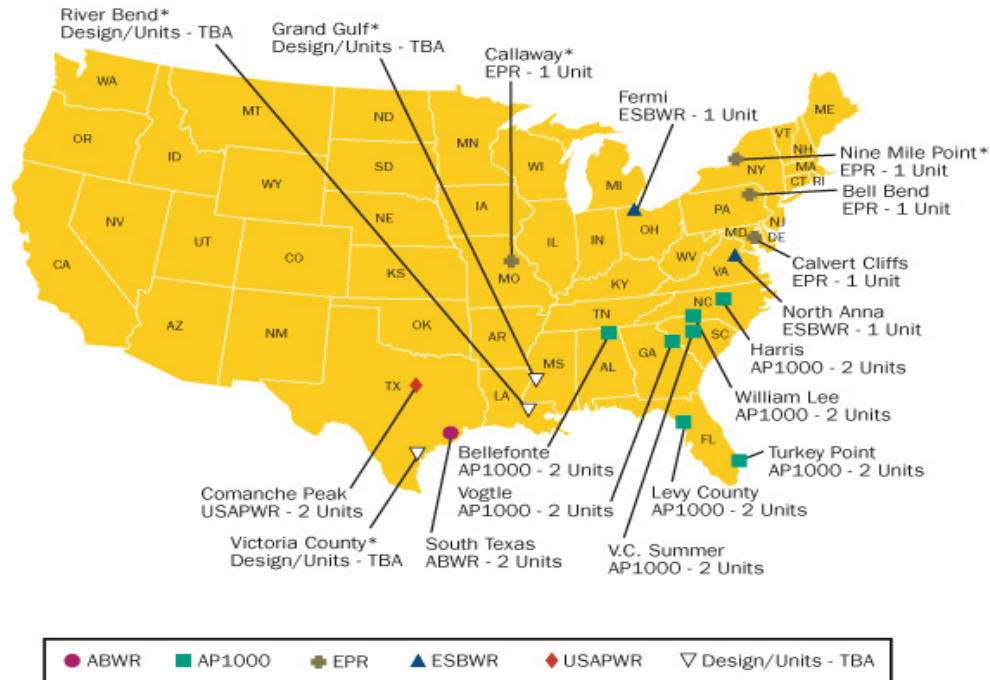 River Bend*
Design/Units - TBA
Grand Gulf*
Design/Units - TBA
Callaway*
EPR - 1 Unit
Fermi
ESBWR - 1 Unit
Nine Mile Point*
EPR - 1 Unit
Bell Bend
EPR - 1 Unit
Calvert Cliffs
EPR - 1 Unit
North Anna
ESBWR - 1 Unit
Harris
AP1000 - 2 Units
William Lee
AP1000 - 2 Units
Turkey Point
AP1000 - 2 Units
Levy County
AP1000 - 2 Units
V.C. Summer
AP1000 - 2 Units
Bellefonte
AP1000 - 2 Units
Vogtle
AP1000 - 2 Units
South Texas
ABWR - 2 Units
Comanche Peak
USAPWR - 2 Units
Victoria County*
Design/Units - TBA
WA
OR
ID
MT
ND
SD
WY
NE
NV
UT
CO
KS
CA
AZ
NM
OK
TX
MN
IA
MO
AR
LA
WI
IL
IN
MI
OH
KY
TN
MS
AL
GA
FL
SC
NC
VA
WV
PA
MD
DE
NJ
NY
CT
RI
MA
NH
VT
ME
ABWR
AP1000
EPR
ESBWR
USAPWR
Design/Units - TBA